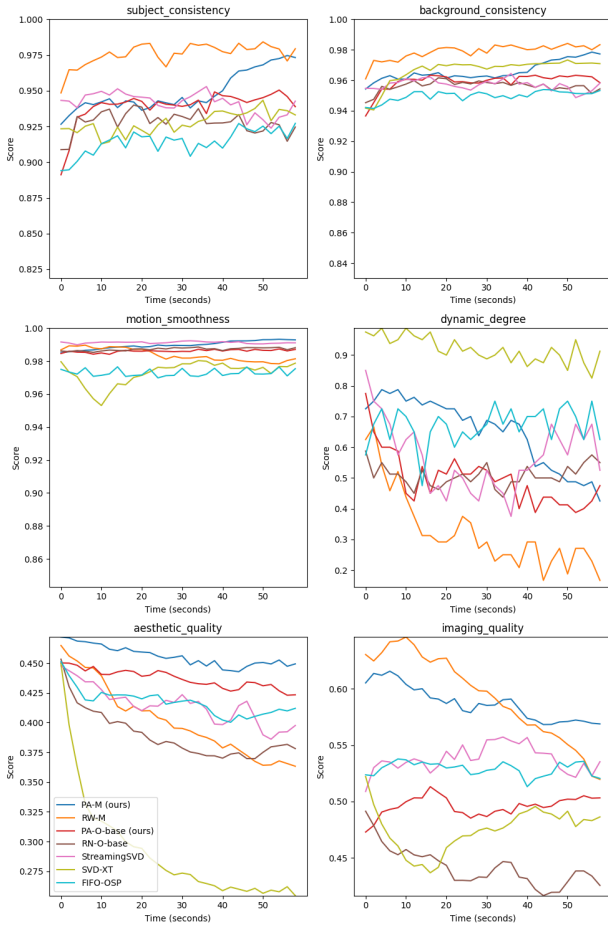 subject_consistency
1.000
0.975
0.950
0.925
0.900
0.875
0.850
0.825
Score
0 10 20 30 40 50
Time (seconds)
background_consistency
1.00
0.98
0.96
0.94
0.92
0.90
0.88
0.86
0.84
Score
0 10 20 30 40 50
Time (seconds)
motion_smoothness
1.00
0.98
0.96
0.94
0.92
0.90
0.88
0.86
Score
0 10 20 30 40 50
Time (seconds)
dynamic_degree
0.9
0.8
0.7
0.6
0.5
0.4
0.3
0.2
Score
0 10 20 30 40 50
Time (seconds)
aesthetic_quality
0.450
0.425
0.400
0.375
0.350
0.325
0.300
0.275
Score
PA-M (ours)
RW-M
PA-O-base (ours)
RN-O-base
StreamingSVD
SVD-XT
FIFO-OSP
0 10 20 30 40 50
Time (seconds)
imaging_quality
0.60
0.55
0.50
0.45
Score
0 10 20 30 40 50
Time (seconds)